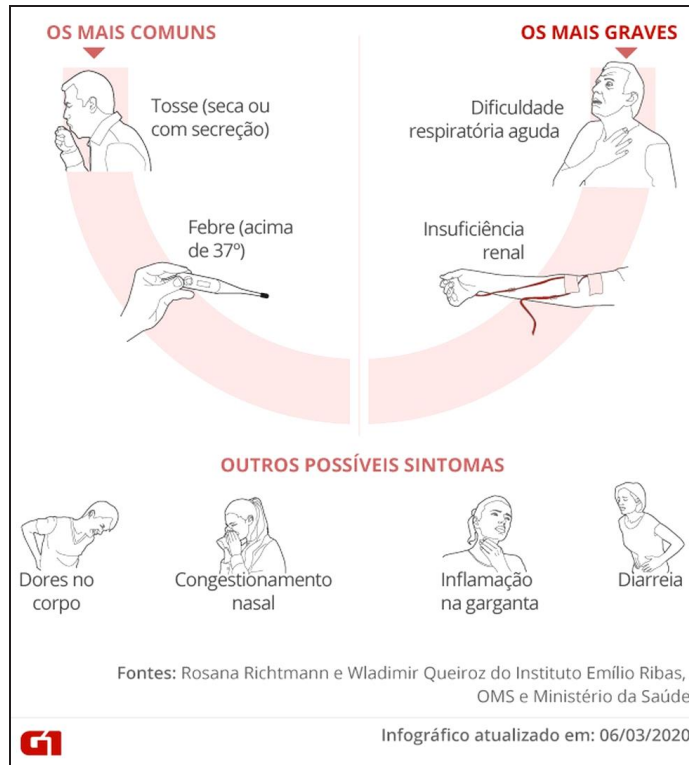 OS MAIS COMUNS
Tosse (seca ou
com secreção)
Febre (acima
de 37º)
OS MAIS GRAVES
Dificuldade
respiratória aguda
Insuficiência
renal
OUTROS POSSÍVEIS SINTOMAS
Dores no
corpo
Congestionamento
nasal
Inflamação
na garganta
Diarreia
Fontes: Rosana Richtmann e Wladimir Queiroz do Instituto Emílio Ribas,
OMS e Ministério da Saúde
G1
Infográfico atualizado em: 06/03/2020